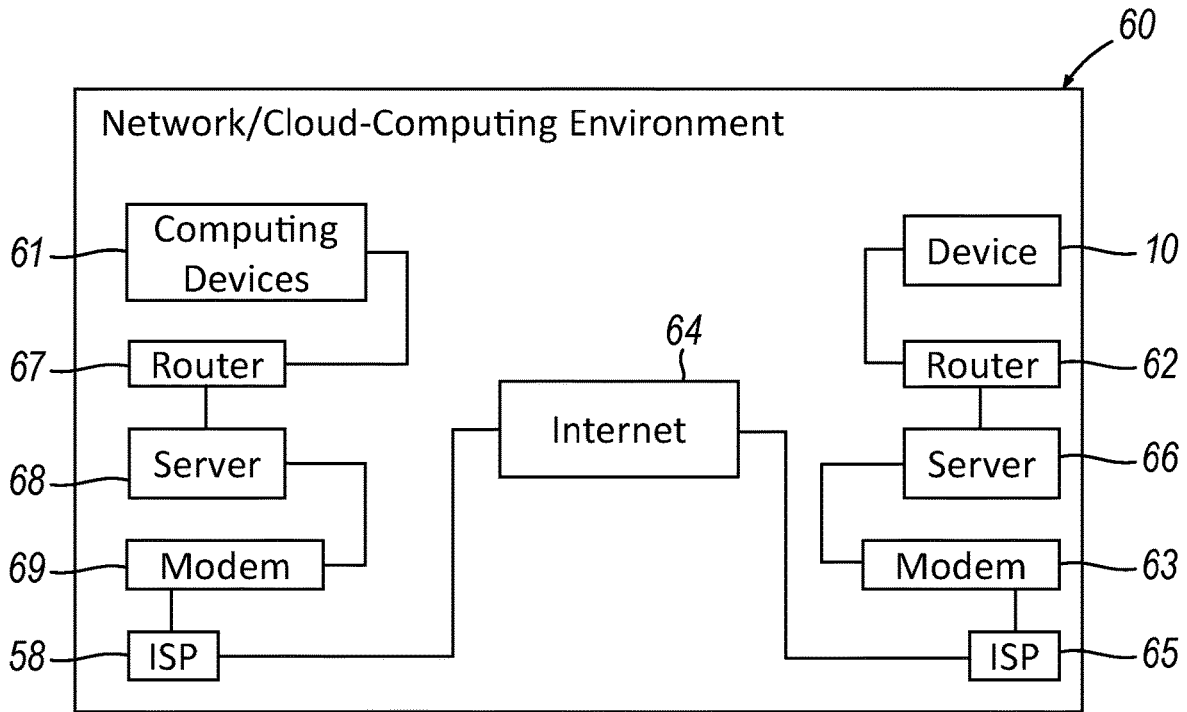 60
Network/Cloud-Computing Environment
61
Computing
Devices
Device
10
64
67
Router
Router
62
Internet
68
Server
Server
66
69
Modem
Modem
63
58
ISP
ISP
65